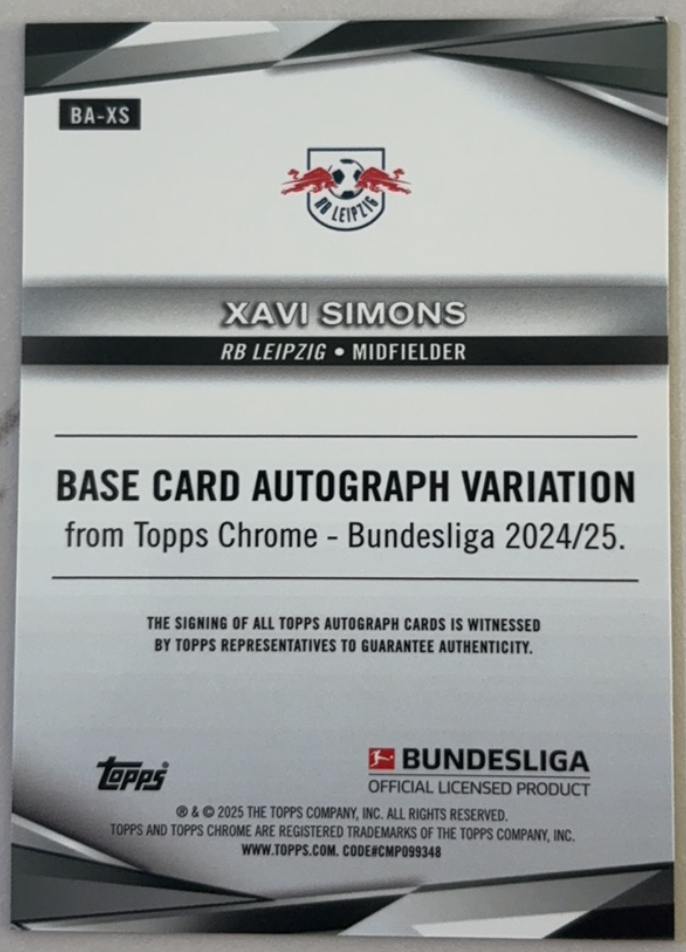 BA-XS
RB LEIPZIG
XAVI SIMONS
RB LEIPZIG • MIDFIELDER
BASE CARD AUTOGRAPH VARIATION
from Topps Chrome - Bundesliga 2024/25.
THE SIGNING OF ALL TOPPS AUTOGRAPH CARDS IS WITNESSED
BY TOPPS REPRESENTATIVES TO GUARANTEE AUTHENTICITY.
topps®
BUNDESLIGA
OFFICIAL LICENSED PRODUCT
® & © 2025 THE TOPPS COMPANY, INC. ALL RIGHTS RESERVED.
TOPPS AND TOPPS CHROME ARE REGISTERED TRADEMARKS OF THE TOPPS COMPANY, INC.
WWW.TOPPS.COM. CODE#CMP099348